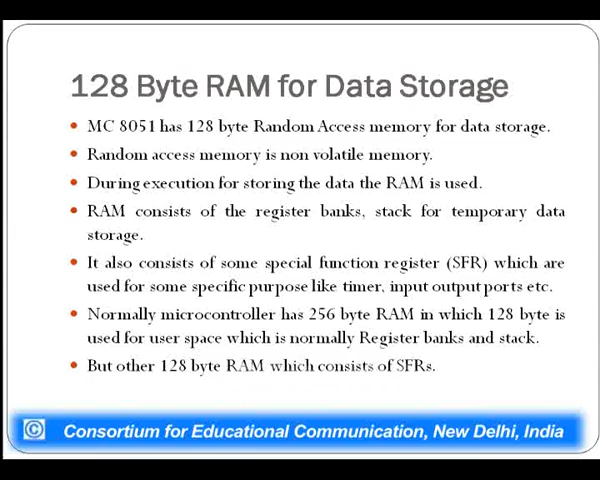 128 Byte RAM for Data Storage
• MC 8051 has 128 byte Random Access memory for data storage.
• Random access memory is non volatile memory.
• During execution for storing the data the RAM is used.
• RAM consists of the register banks, stack for temporary data
storage.
• It also consists of some special function register (SFR) which are
used for some specific purpose like timer, input output ports etc.
• Normally microcontroller has 256 byte RAM in which 128 byte is
used for user space which is normally Register banks and stack.
• But other 128 byte RAM which consists of SFRs.
© Consortium for Educational Communication, New Delhi, India